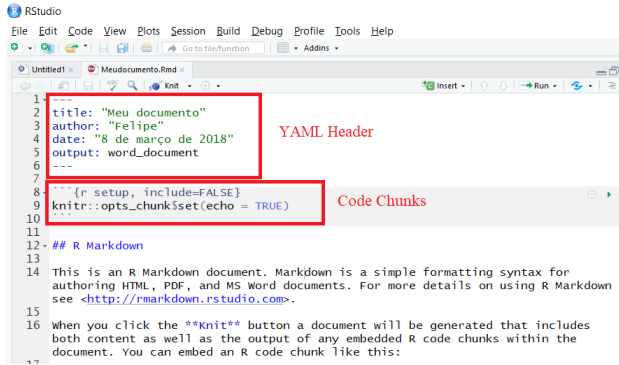 RStudio
File Edit Code View Plots Session Build Debug Profile Tools Help
Go to file/function Addins
Untitled1 Meudocumento.Rmd
Knit Insert Run
1 ---
2 title: "Meu documento"
3 author: "Felipe"
4 date: "8 de março de 2018"
5 output: word_document
6 ---
YAML Header
7
8 ```{r setup, include=FALSE}
9 knitr::opts_chunk$set(echo = TRUE)
10 ```
Code Chunks
11
12 ## R Markdown
13
14 This is an R Markdown document. Markdown is a simple formatting syntax for
authoring HTML, PDF, and MS Word documents. For more details on using R Markdown
see <http://rmarkdown.rstudio.com>.
15
16 When you click the **Knit** button a document will be generated that includes
both content as well as the output of any embedded R code chunks within the
document. You can embed an R code chunk like this:
17